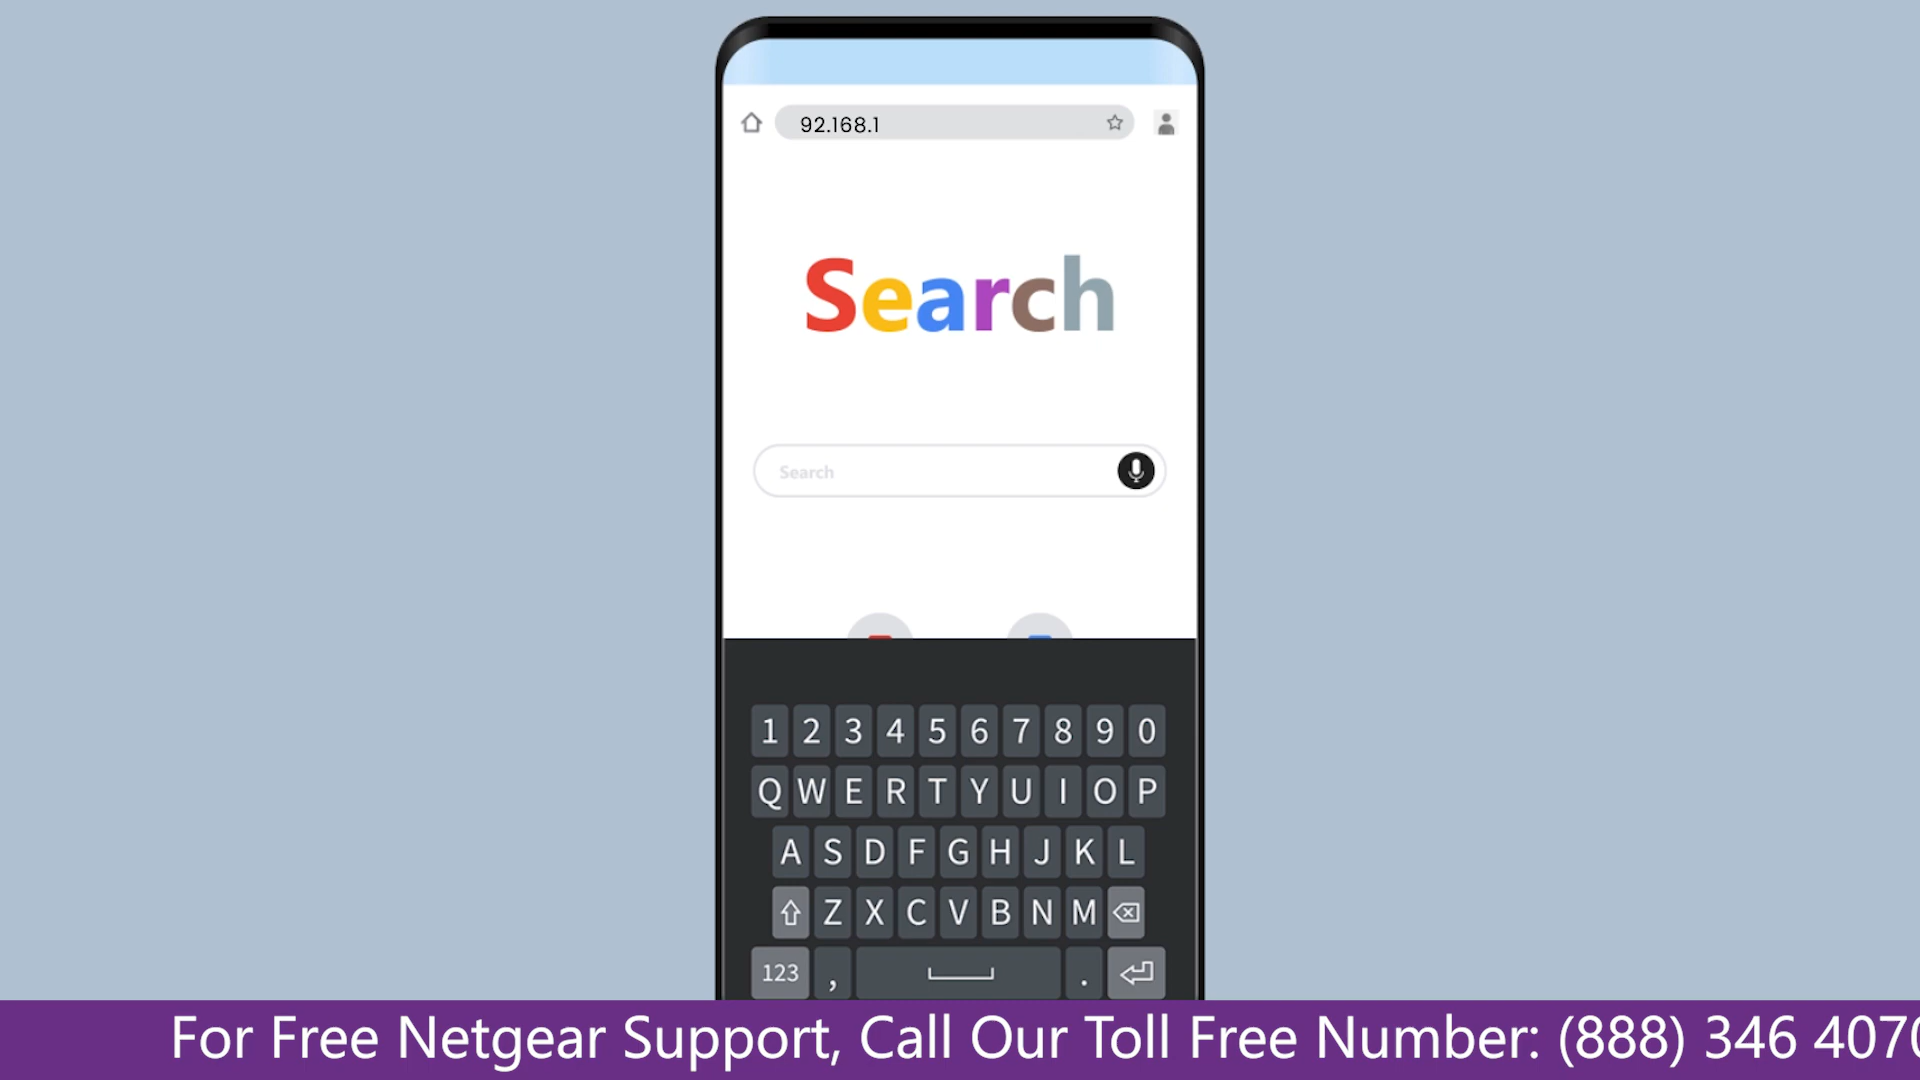 92.168.1
Search
Search
1 2 3 4 5 6 7 8 9 0
Q W E R T Y U I O P
A S D F G H J K L
Z X C V B N M
123 , .
For Free Netgear Support, Call Our Toll Free Number: (888) 346 4070